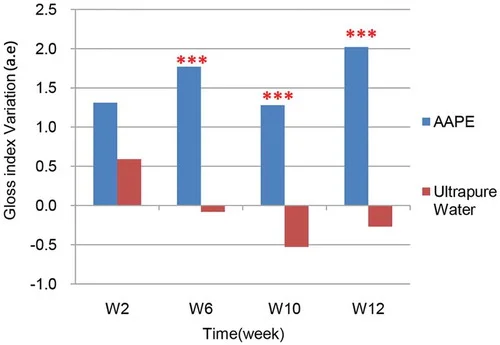 2.5
2.0
1.5
1.0
0.5
0.0
-0.5
-1.0
Gloss index Variation (a.e)
***
***
***
W2 W6 W10 W12
Time(week)
AAPE
Ultrapure
Water